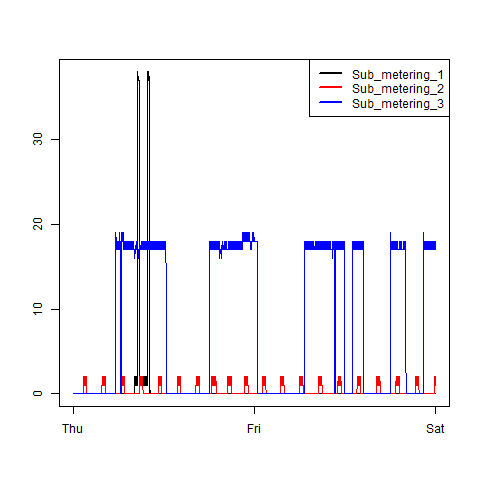 Sub_metering_1
Sub_metering_2
Sub_metering_3
30
20
10
0
Thu Fri Sat